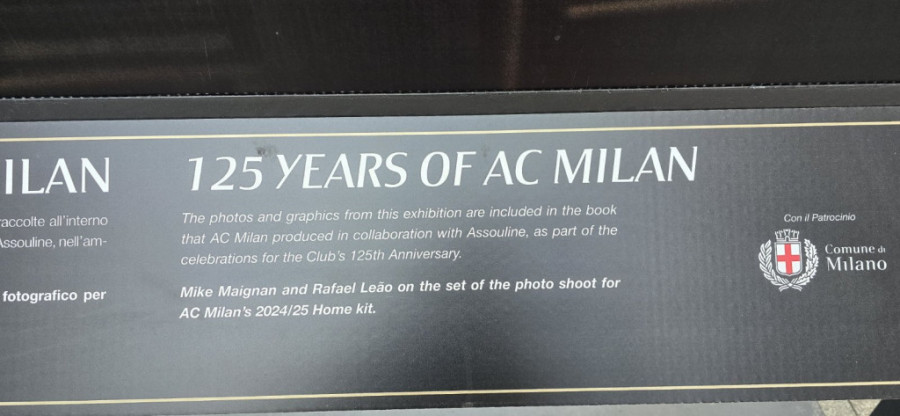 ILAN
raccolte all'interno
Assouline, nell'am-
fotografico per
125 YEARS OF AC MILAN
The photos and graphics from this exhibition are included in the book
that AC Milan produced in collaboration with Assouline, as part of the
celebrations for the Club's 125th Anniversary.
Mike Maignan and Rafael Leão on the set of the photo shoot for
AC Milan's 2024/25 Home kit.
Con il Patrocinio
Comune di
Milano